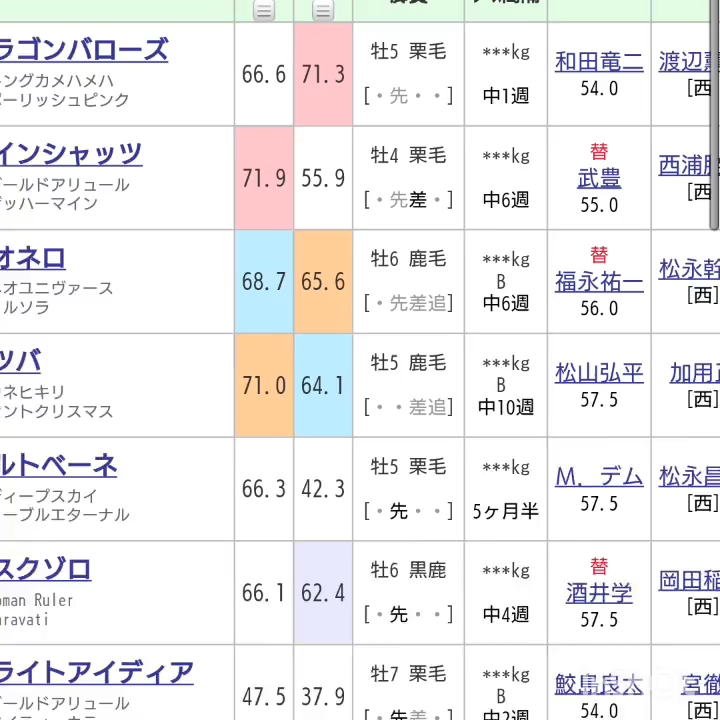 ラゴンバローズ
ングカメハメハ
ーリッシュピンク
66.6
71.3
牡5 栗毛
[・先・・]
***kg
中1週
和田竜二
54.0
渡辺薫
[西
インシャッツ
ールドアリュール
ッハーマイン
71.9
55.9
牡4 栗毛
[・先差・]
***kg
中6週
替
武豊
55.0
西浦勝
[西
オネロ
オユニヴァース
ルソラ
68.7
65.6
牡6 鹿毛
[・先差追]
***kg
B
中6週
替
福永祐一
56.0
松永幹
[西]
ツバ
ネヒキリ
ントクリスマス
71.0
64.1
牡5 鹿毛
[・・差追]
***kg
B
中10週
松山弘平
57.5
加用正
[西]
ルトベーネ
ィープスカイ
ーブルエターナル
66.3
42.3
牡5 栗毛
[・先・・]
***kg
5ヶ月半
M．デム
57.5
松永昌
[西]
スクゾロ
oman Ruler
aravati
66.1
62.4
牡6 黒鹿
[・先・・]
***kg
中4週
替
酒井学
57.5
岡田稲
[西]
ライトアイディア
ールドアリュール
47.5
37.9
牡7 栗毛
[・先差・]
***kg
B
中2週
鮫島良太
54.0
宮徹
[西]